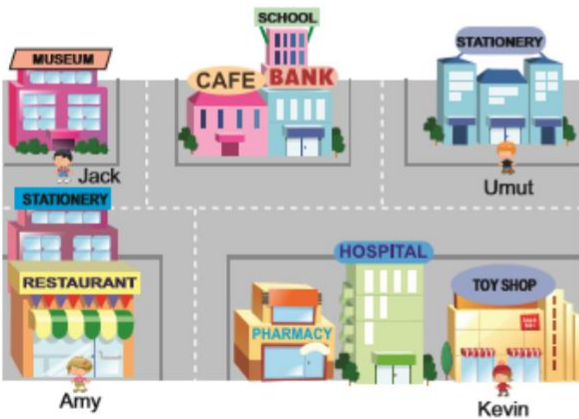 SCHOOL
MUSEUM
CAFE
BANK
STATIONERY
Jack
Umut
STATIONERY
RESTAURANT
HOSPITAL
TOY SHOP
PHARMACY
Amy
Kevin